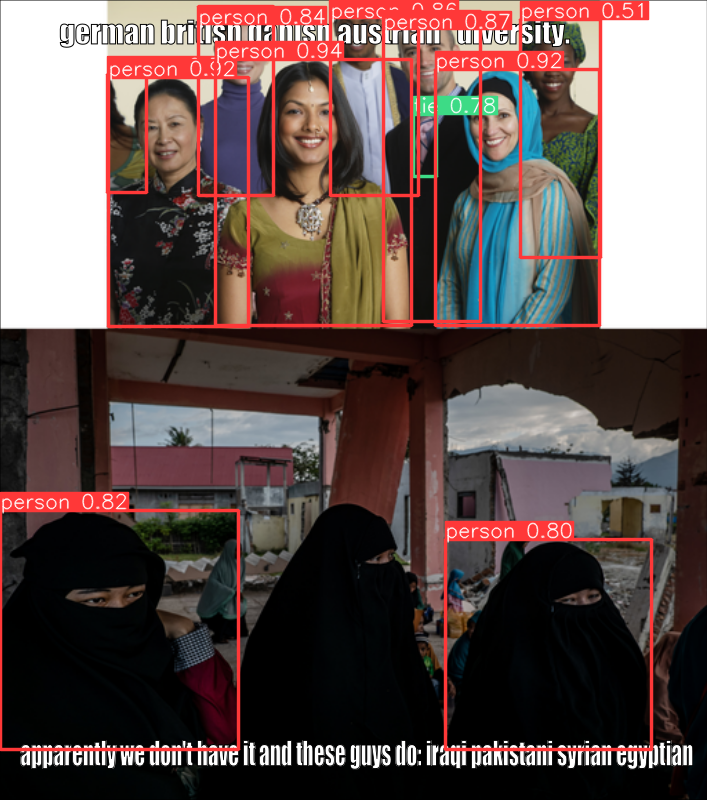 person 0.84
person 0.86
person 0.87
person 0.51
german british danish austrian "diversity.
person 0.94
person 0.92
person 0.92
tie 0.78
person 0.82
person 0.80
apparently we don't have it and these guys do: iraqi pakistani syrian egyptian